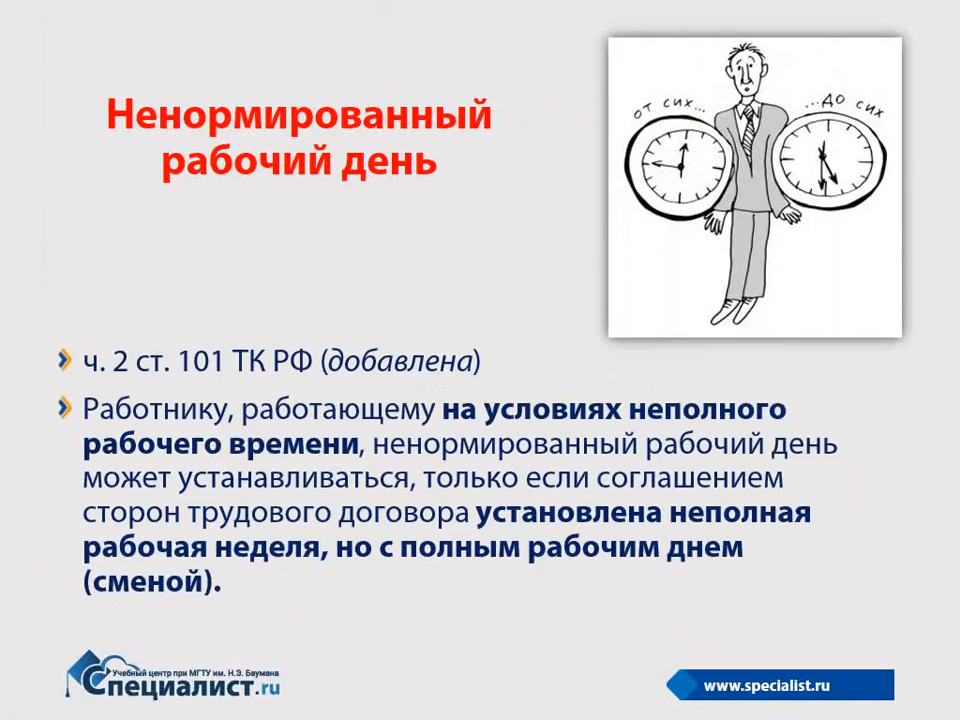 Ненормированный
рабочий день
от сих...
...до сих
ч. 2 ст. 101 ТК РФ (добавлена)
Работнику, работающему на условиях неполного
рабочего времени, ненормированный рабочий день
может устанавливаться, только если соглашением
сторон трудового договора установлена неполная
рабочая неделя, но с полным рабочим днем
(сменой).
Учебный центр при МГТУ им. Н.Э. Баумана
Специалист.ru
www.specialist.ru